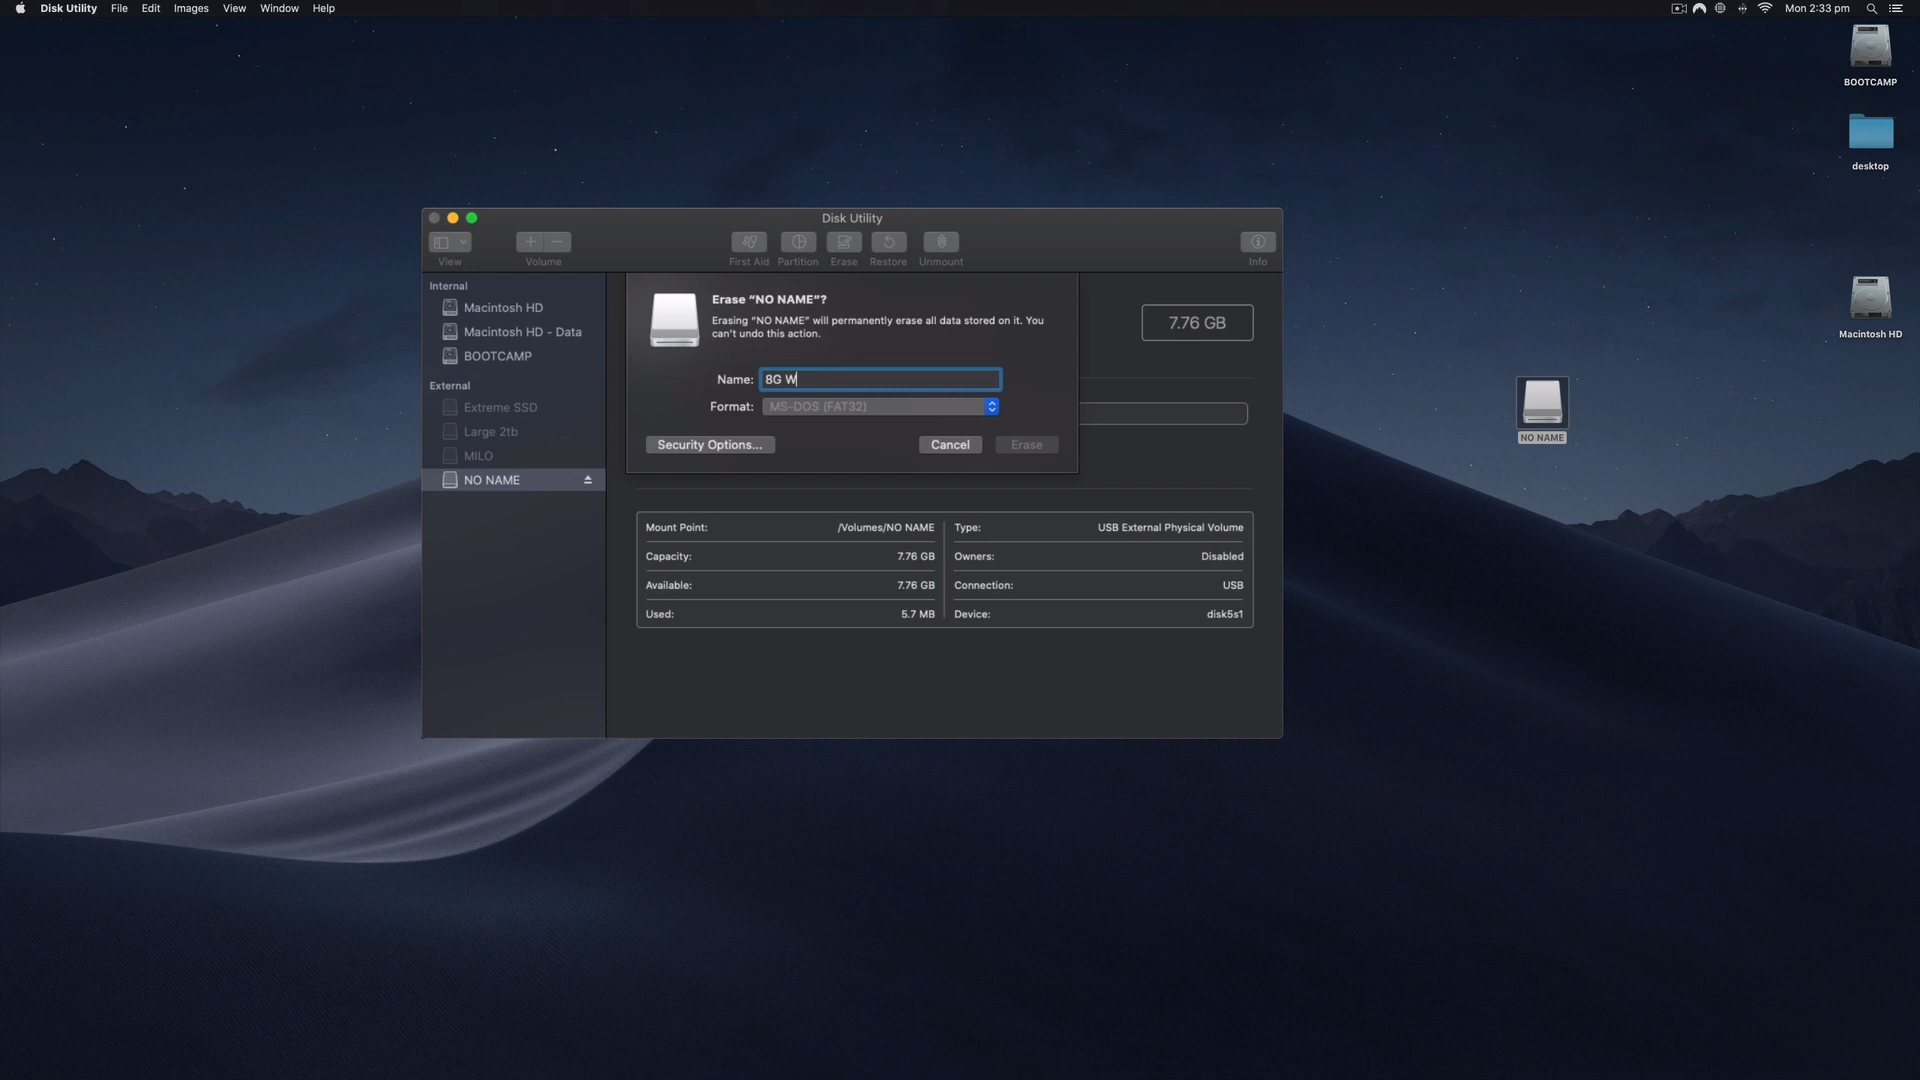 Disk Utility File Edit Images View Window Help Mon 2:33 pm
BOOTCAMP
desktop
Macintosh HD
NO NAME
Disk Utility
View Volume First Aid Partition Erase Restore Unmount Info
Internal
Macintosh HD
Macintosh HD - Data
BOOTCAMP
External
Extreme SSD
Large 2tb
MILO
NO NAME
Erase “NO NAME”?
Erasing “NO NAME” will permanently erase all data stored on it. You
can’t undo this action.
Name: 8G W
Format: MS-DOS (FAT32)
Security Options... Cancel Erase
7.76 GB
Mount Point: /Volumes/NO NAME Type: USB External Physical Volume
Capacity: 7.76 GB Owners: Disabled
Available: 7.76 GB Connection: USB
Used: 5.7 MB Device: disk5s1